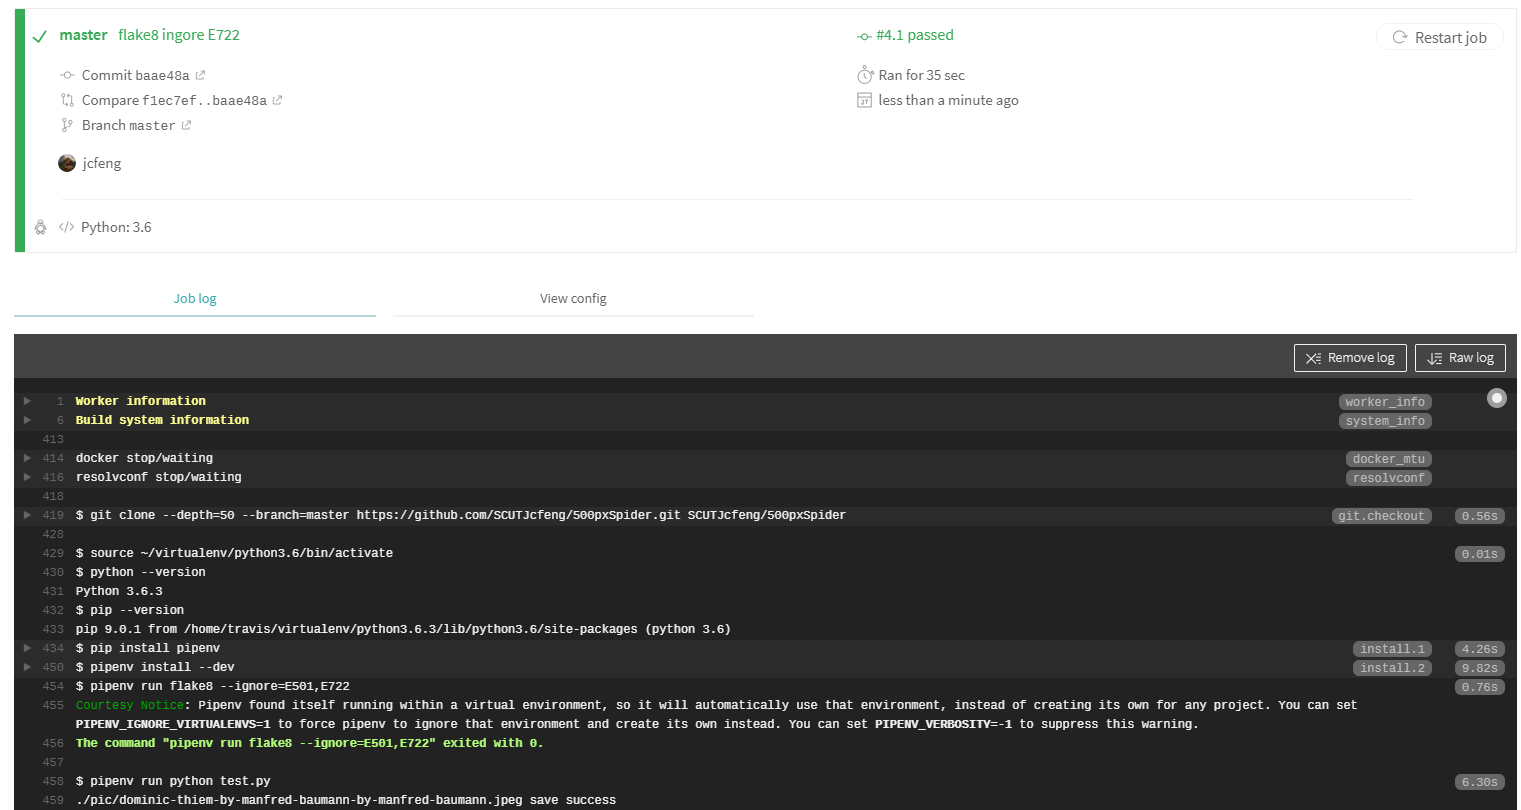 master flake8 ingore E722
#4.1 passed
Restart job
Commit baae48a
Ran for 35 sec
Compare f1ec7ef..baae48a
less than a minute ago
Branch master
jcfeng
</> Python: 3.6
Job log
View config
Remove log
Raw log
1 Worker information worker_info
6 Build system information system_info
413
414 docker stop/waiting docker_mtu
416 resolvconf stop/waiting resolvconf
418
419 $ git clone --depth=50 --branch=master https://github.com/SCUTJcfeng/500pxSpider.git SCUTJcfeng/500pxSpider git.checkout 0.56s
428
429 $ source ~/virtualenv/python3.6/bin/activate 0.01s
430 $ python --version
431 Python 3.6.3
432 $ pip --version
433 pip 9.0.1 from /home/travis/virtualenv/python3.6.3/lib/python3.6/site-packages (python 3.6)
434 $ pip install pipenv install.1 4.26s
450 $ pipenv install --dev install.2 9.82s
454 $ pipenv run flake8 --ignore=E501,E722 0.76s
455 Courtesy Notice: Pipenv found itself running within a virtual environment, so it will automatically use that environment, instead of creating its own for any project. You can set
PIPENV_IGNORE_VIRTUALENVS=1 to force pipenv to ignore that environment and create its own instead. You can set PIPENV_VERBOSITY=-1 to suppress this warning.
456 The command "pipenv run flake8 --ignore=E501,E722" exited with 0.
457
458 $ pipenv run python test.py 6.30s
459 ./pic/dominic-thiem-by-manfred-baumann-by-manfred-baumann.jpeg save success